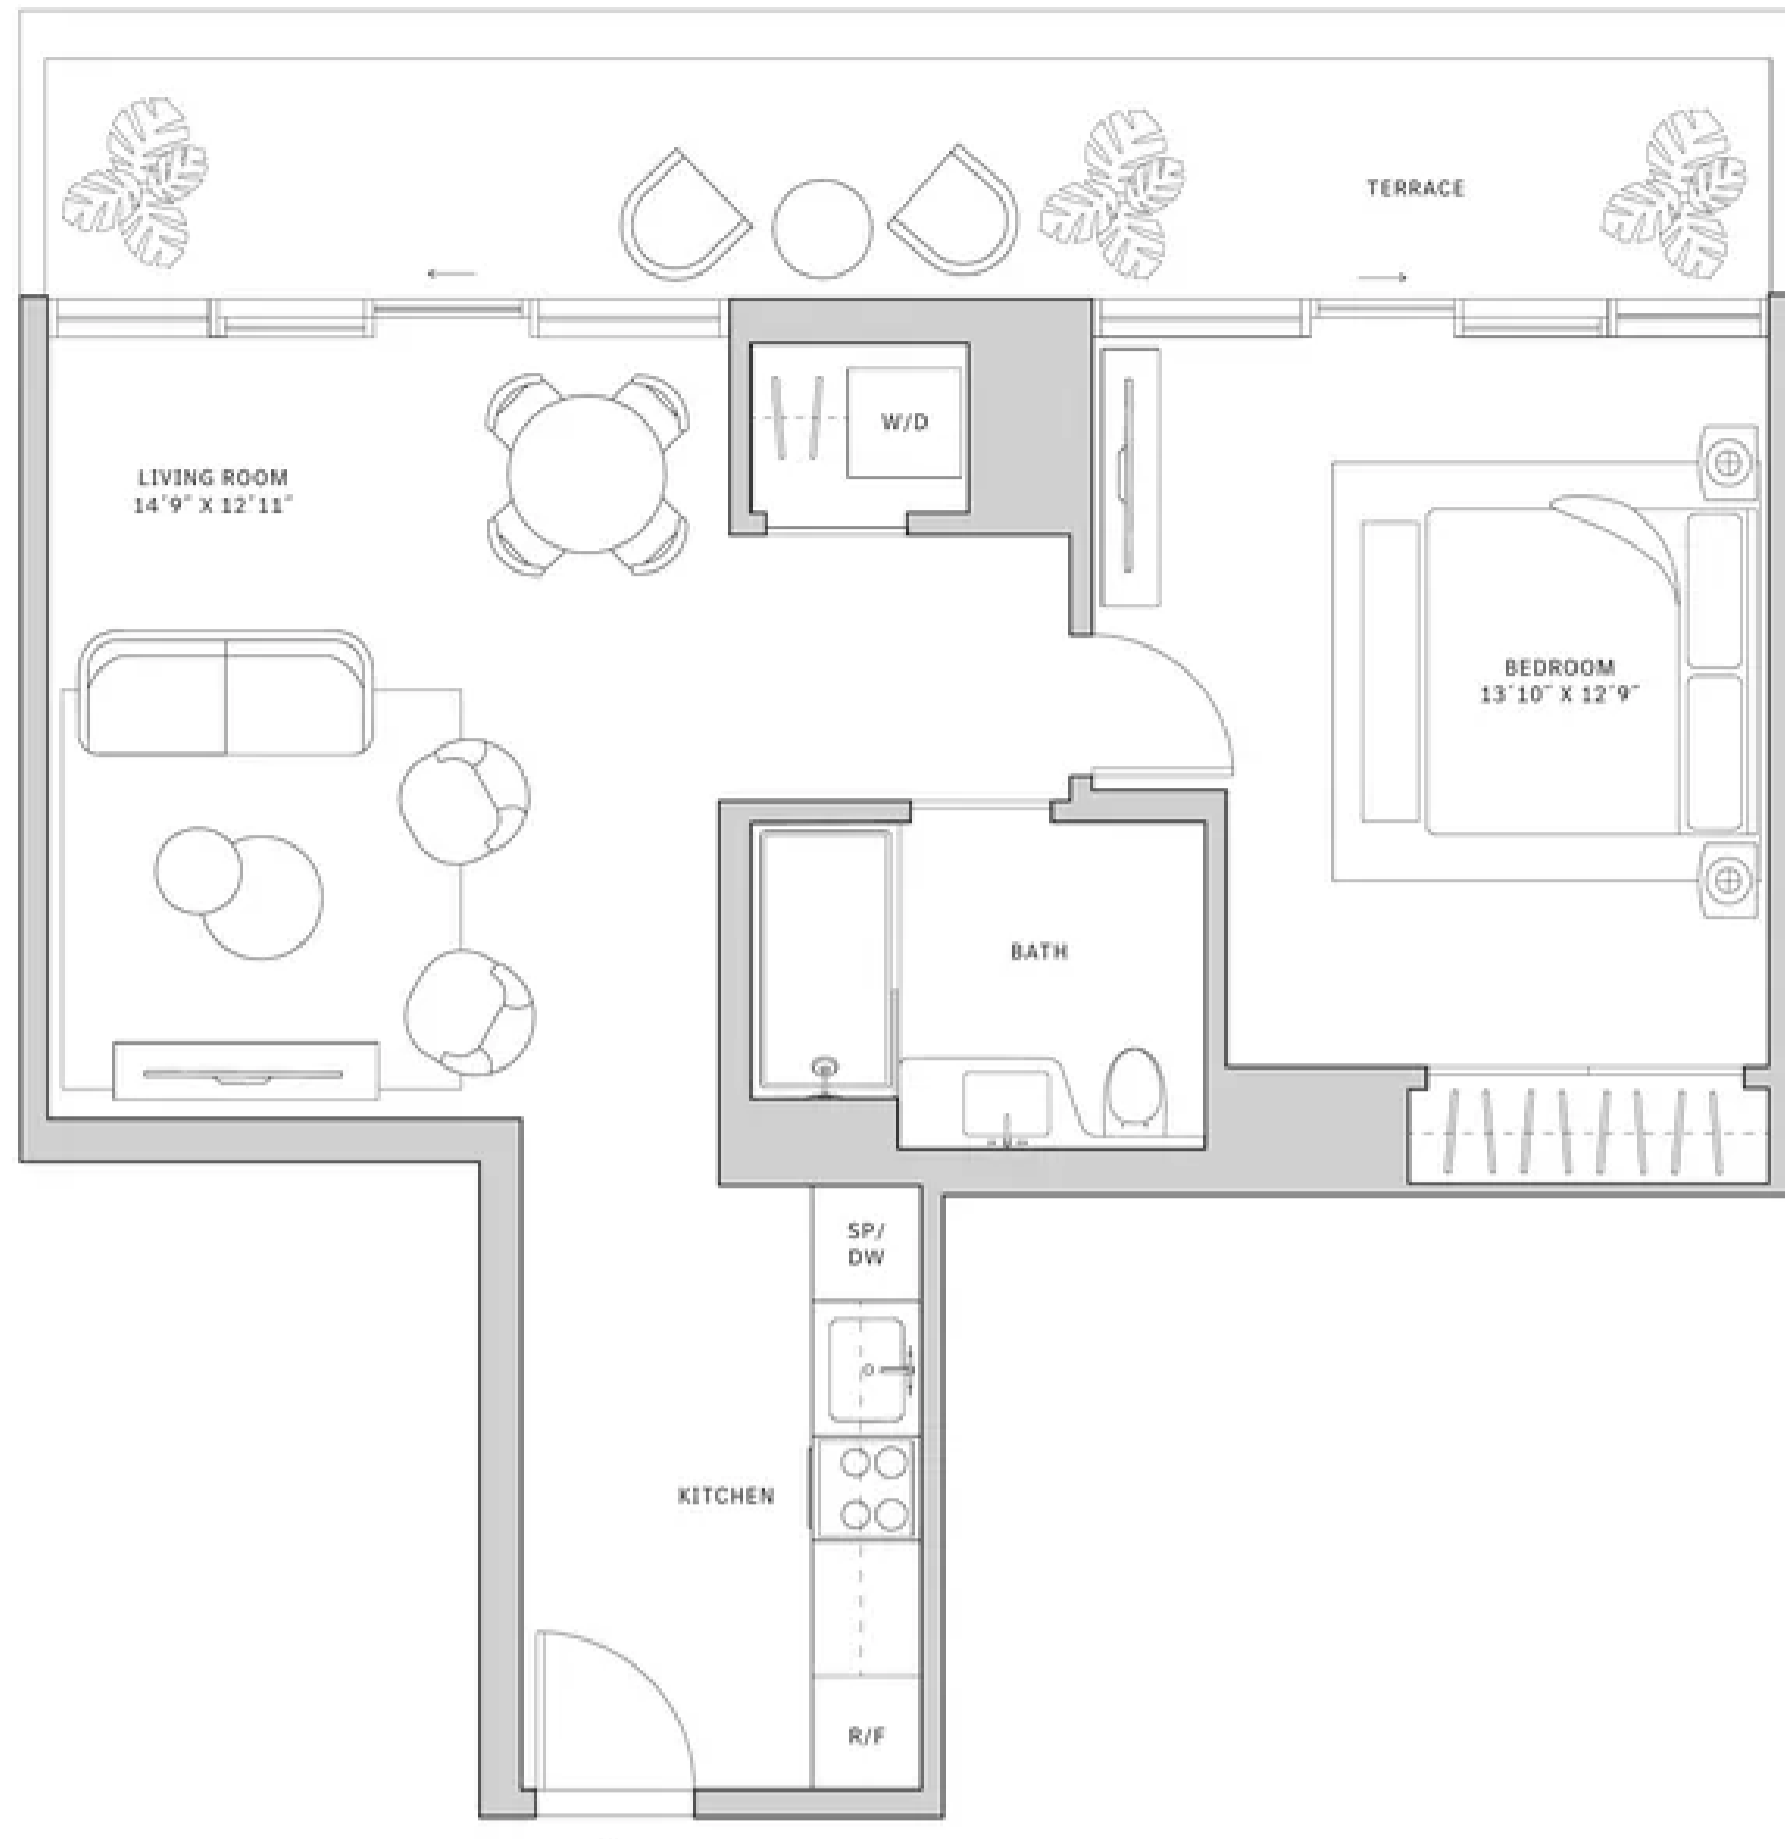 TERRACE
W/D
LIVING ROOM
14´9˝ X 12´11˝
BEDROOM
13´10˝ X 12´9˝
BATH
SP/
DW
KITCHEN
R/F